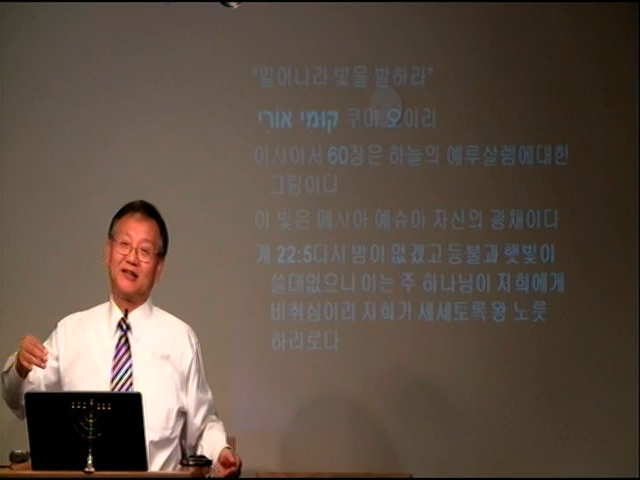 "일어나라 빛을 발하라"
קומי אורי 쿠미 오이리
이사야서 60장은 하늘의 예루살렘에대한
그림이다
이 빛은 메시아 예슈아 자신의 광채이다
계 22:5다시 밤이 없겠고 등불과 햇빛이
쓸데없으니 이는 주 하나님이 저희에게
비취심이라 저희가 세세토록 왕 노릇
하리로다